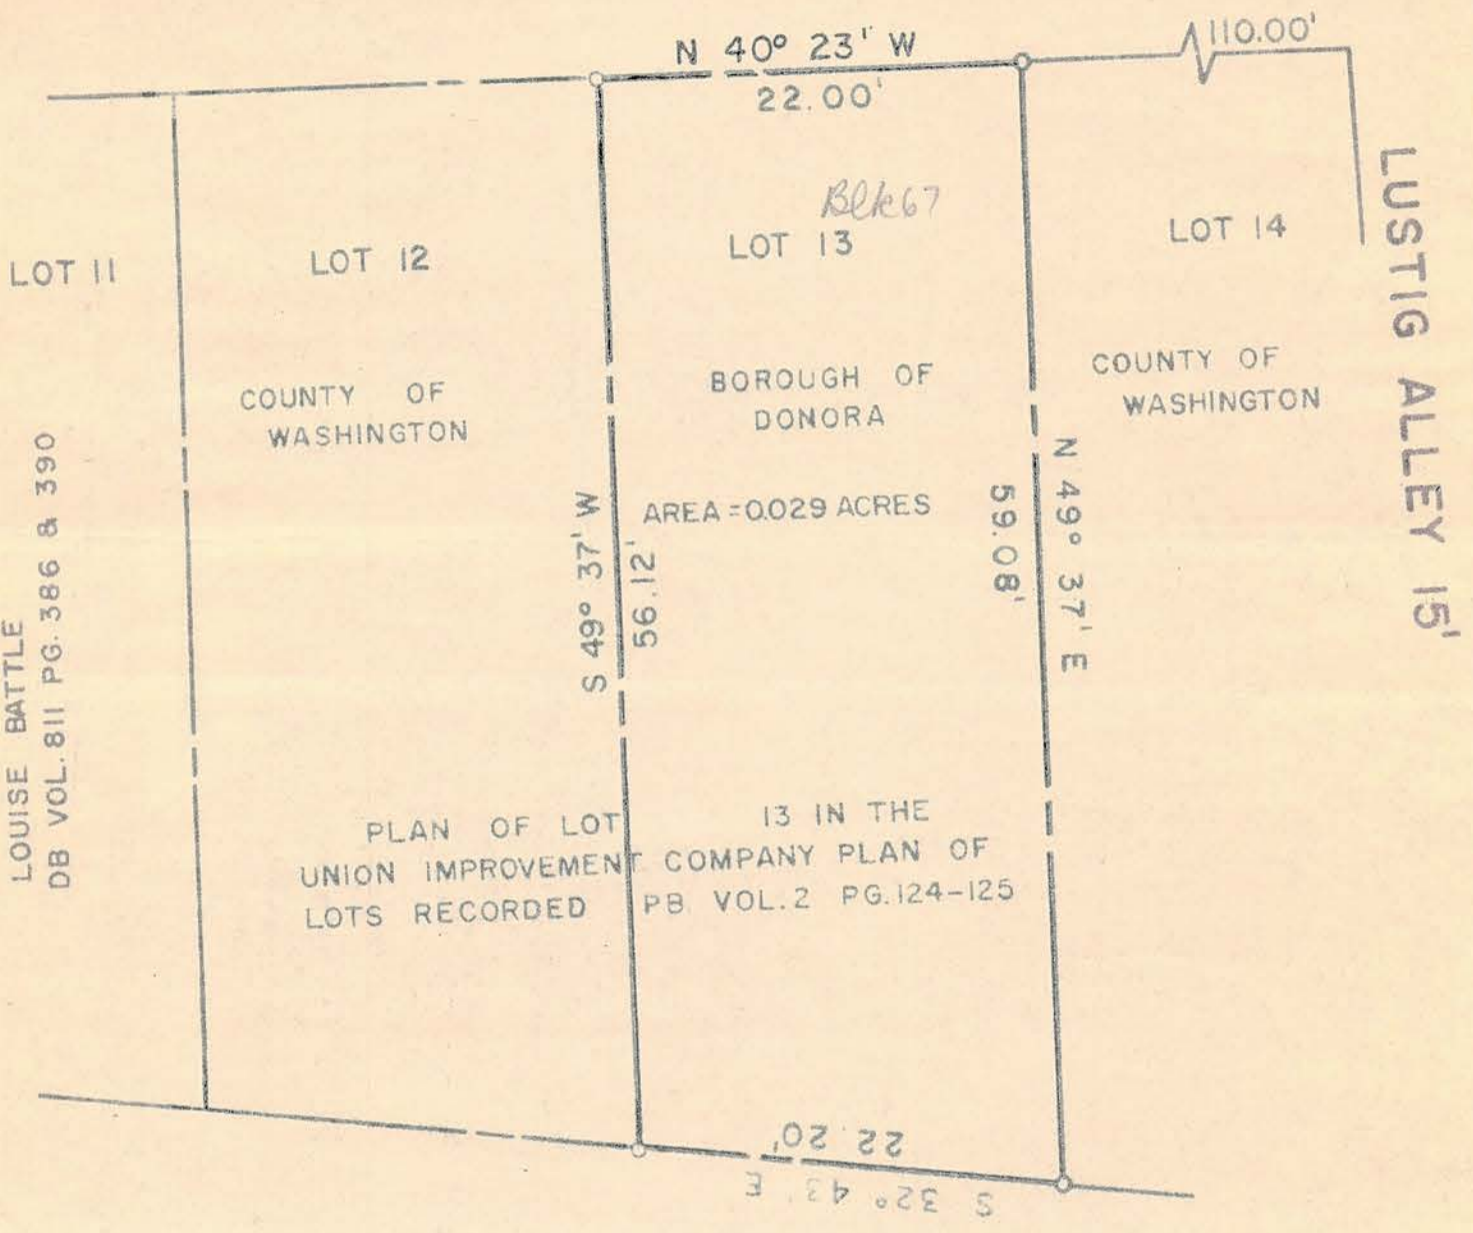 N 40° 23' W
22.00'
110.00'
LUSTIG ALLEY 15'
LOT 11
LOT 12
Blk 67
LOT 13
LOT 14
COUNTY OF
WASHINGTON
BOROUGH OF
DONORA
COUNTY OF
WASHINGTON
AREA = 0.029 ACRES
S 49° 37' W
56.12'
59.08'
N 49° 37' E
LOUISE BATTLE
DB VOL. 811 PG. 386 & 390
PLAN OF LOT 13 IN THE
UNION IMPROVEMENT COMPANY PLAN OF
LOTS RECORDED PB. VOL. 2 PG. 124-125
22.20'
S 32° 43' E